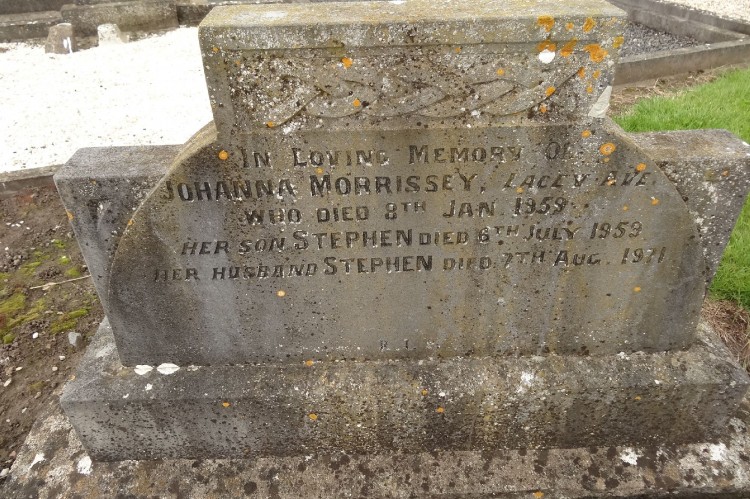 IN LOVING MEMORY OF
JOHANNA MORRISSEY, LACEY AVE.
WHO DIED 8TH JAN 1959.
HER SON STEPHEN DIED 6TH JULY 1959
HER HUSBAND STEPHEN DIED 7TH AUG. 1971
R. I.